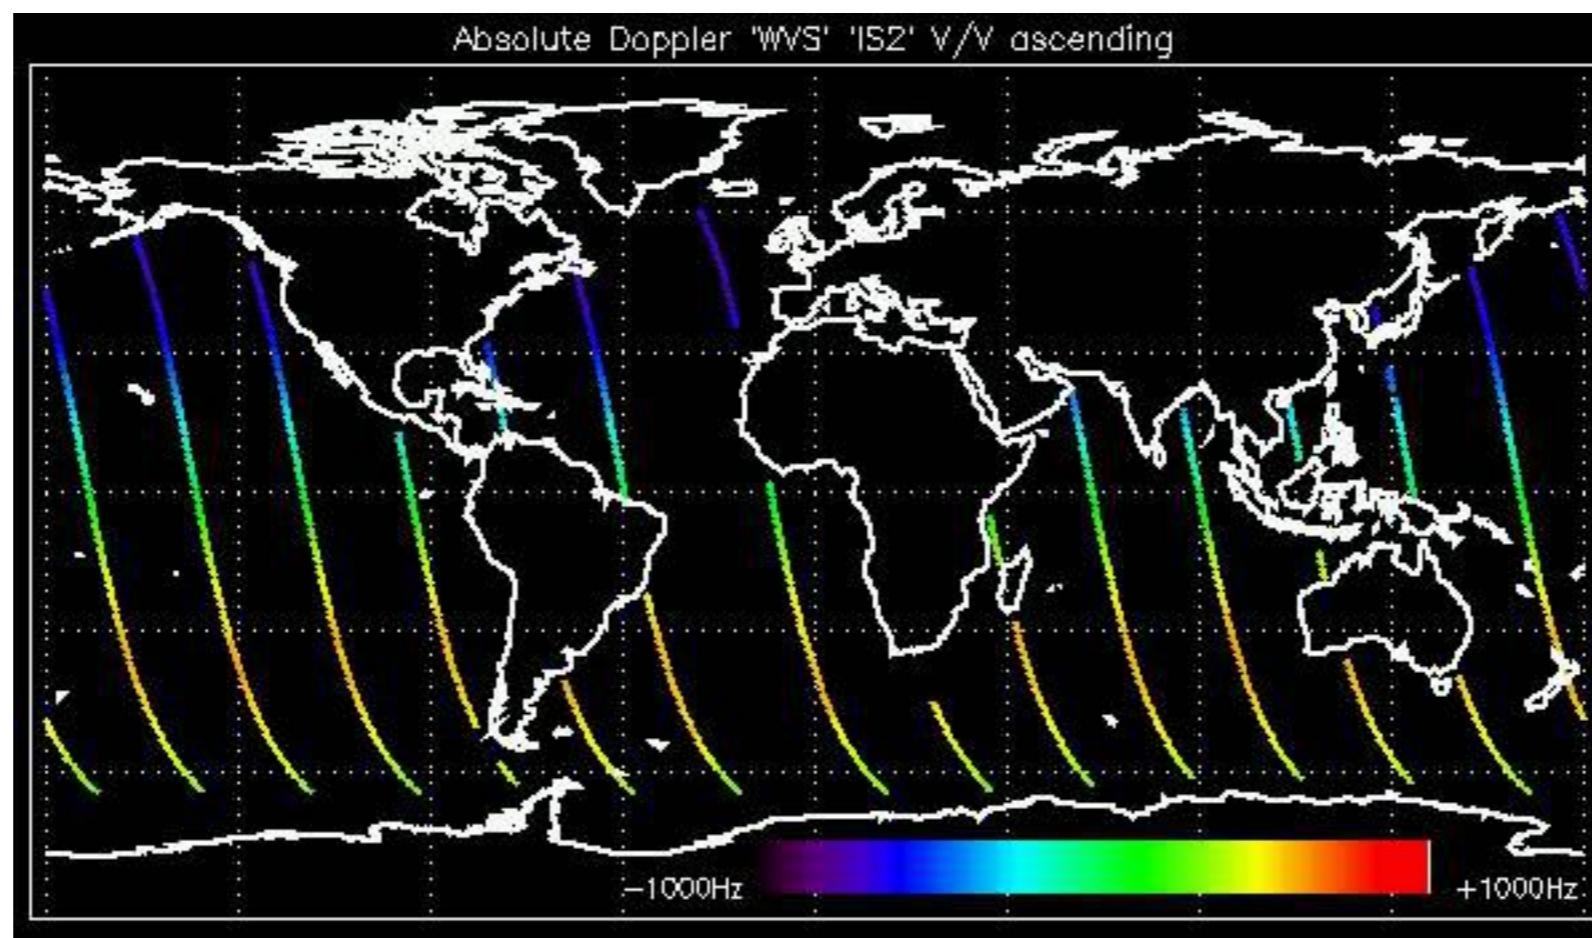 Absolute Doppler 'WVS' 'IS2' V/V ascending
-1000Hz +1000Hz